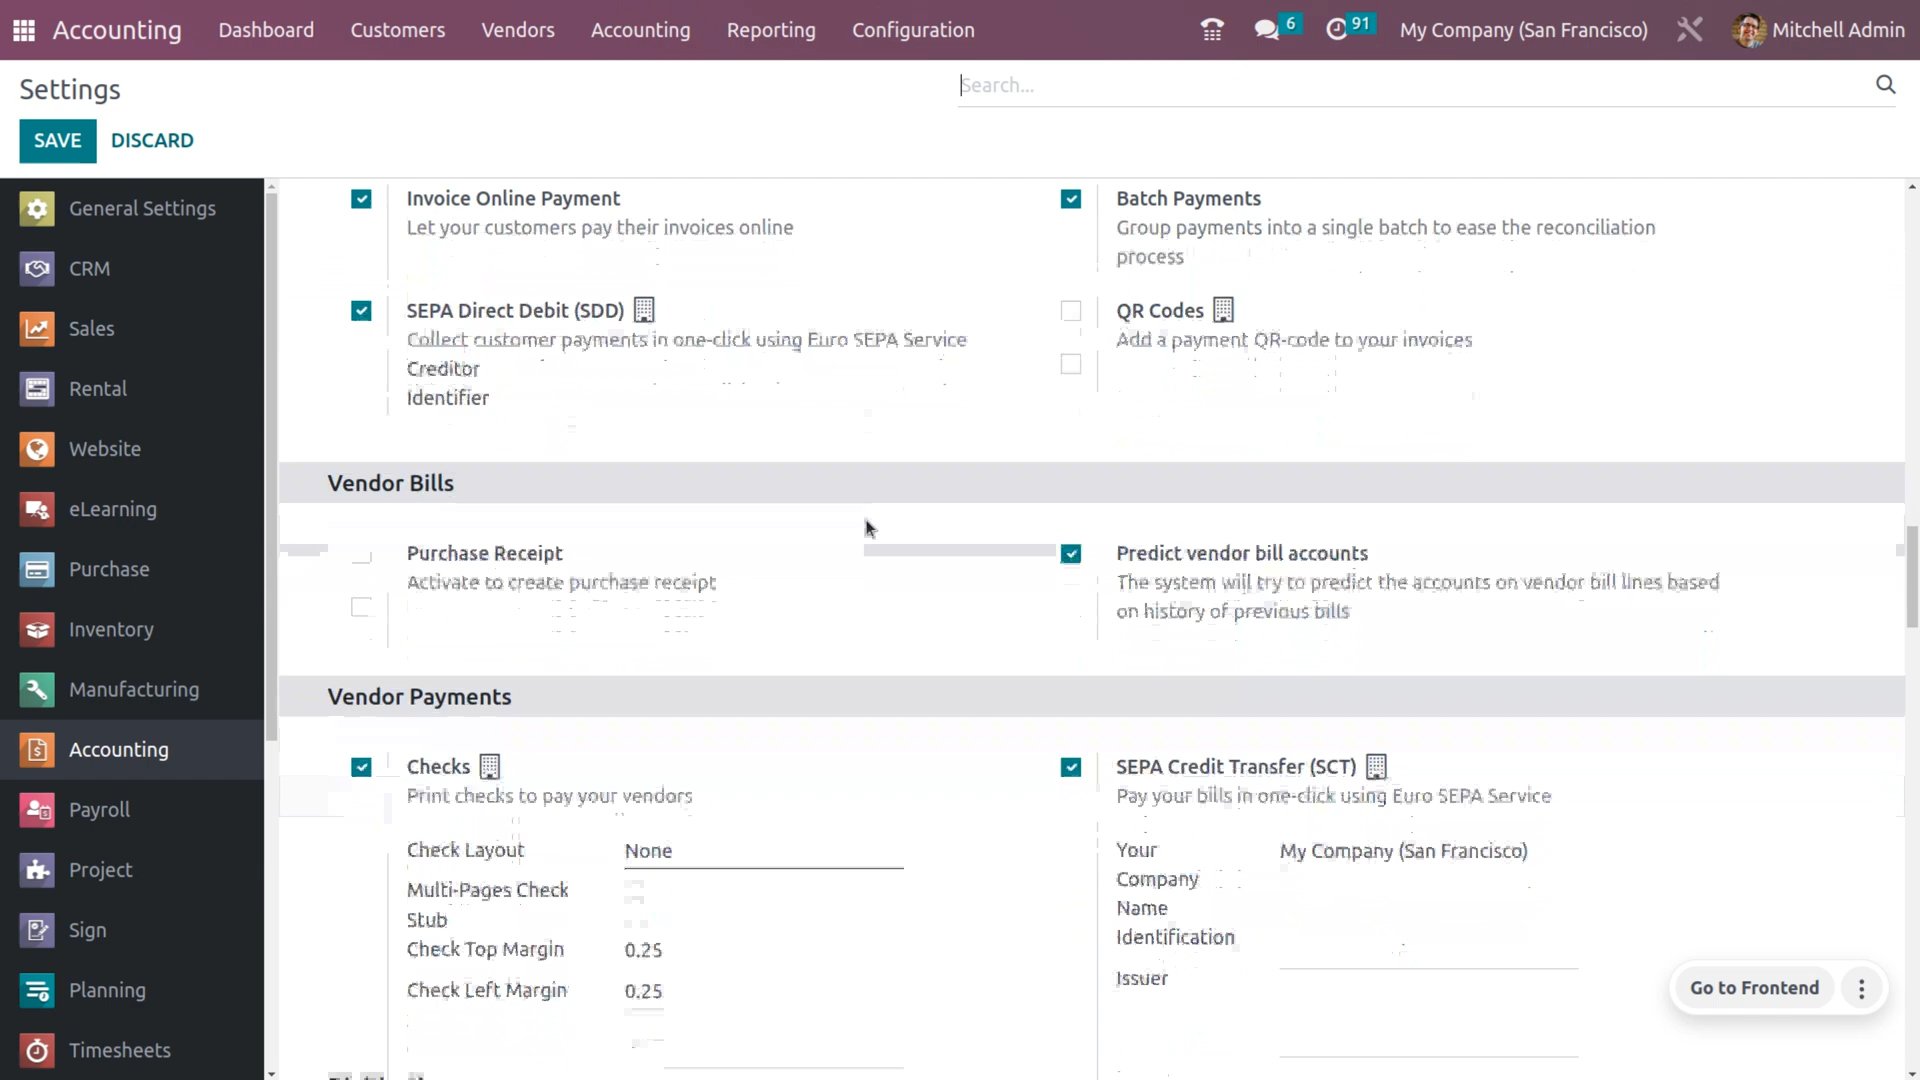 Accounting Dashboard Customers Vendors Accounting Reporting Configuration 6 91 My Company (San Francisco) Mitchell Admin
Settings
Search...
SAVE DISCARD
General Settings
CRM
Sales
Rental
Website
eLearning
Purchase
Inventory
Manufacturing
Accounting
Payroll
Project
Sign
Planning
Timesheets
Invoice Online Payment
Let your customers pay their invoices online
Batch Payments
Group payments into a single batch to ease the reconciliation
process
SEPA Direct Debit (SDD)
Collect customer payments in one-click using Euro SEPA Service
Creditor
Identifier
QR Codes
Add a payment QR-code to your invoices
Vendor Bills
Purchase Receipt
Activate to create purchase receipt
Predict vendor bill accounts
The system will try to predict the accounts on vendor bill lines based
on history of previous bills
Vendor Payments
Checks
Print checks to pay your vendors
Check Layout None
Multi-Pages Check
Stub
Check Top Margin 0.25
Check Left Margin 0.25
SEPA Credit Transfer (SCT)
Pay your bills in one-click using Euro SEPA Service
Your My Company (San Francisco)
Company
Name
Identification
Issuer
Go to Frontend